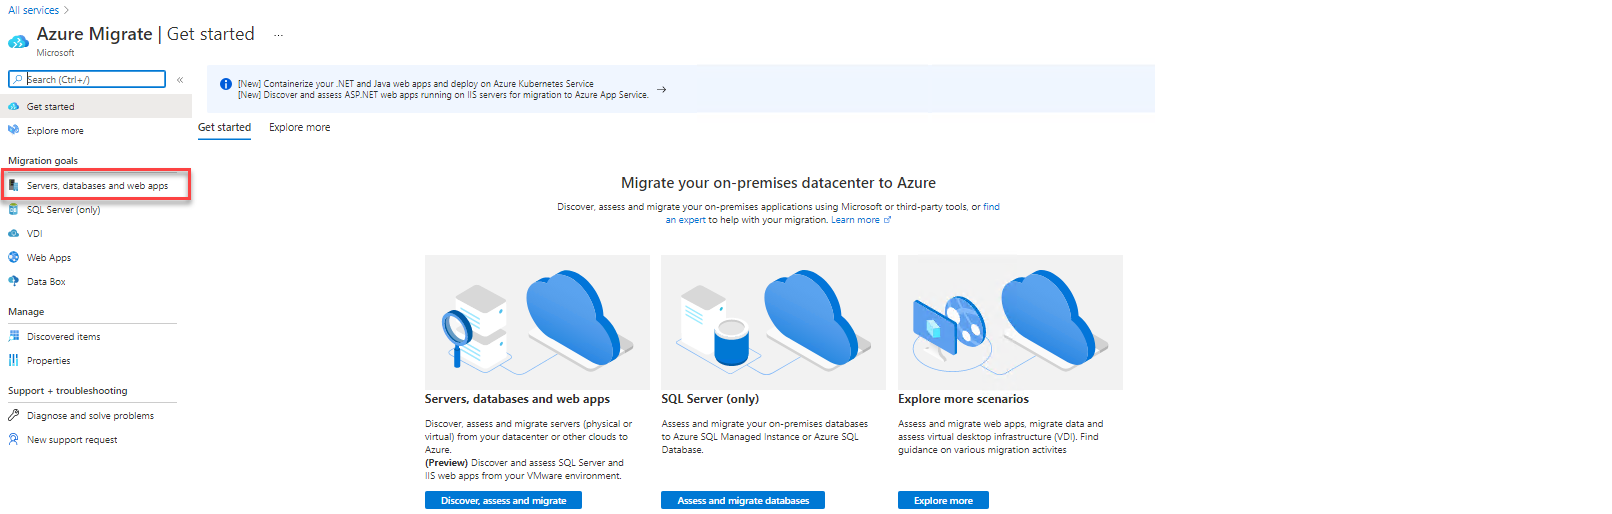 All services >
Azure Migrate | Get started ...
Microsoft
Search (Ctrl+/)
«
Get started
Explore more
Migration goals
Servers, databases and web apps
SQL Server (only)
VDI
Web Apps
Data Box
Manage
Discovered items
Properties
Support + troubleshooting
Diagnose and solve problems
New support request
[New] Containerize your .NET and Java web apps and deploy on Azure Kubernetes Service
[New] Discover and assess ASP.NET web apps running on IIS servers for migration to Azure App Service. →
Get started Explore more
Migrate your on-premises datacenter to Azure
Discover, assess and migrate your on-premises applications using Microsoft or third-party tools, or find
an expert to help with your migration. Learn more
Servers, databases and web apps
Discover, assess and migrate servers (physical or
virtual) from your datacenter or other clouds to
Azure.
(Preview) Discover and assess SQL Server and
IIS web apps from your VMware environment.
Discover, assess and migrate
SQL Server (only)
Assess and migrate your on-premises databases
to Azure SQL Managed Instance or Azure SQL
Database.
Assess and migrate databases
Explore more scenarios
Assess and migrate web apps, migrate data and
assess virtual desktop infrastructure (VDI). Find
guidance on various migration activites
Explore more